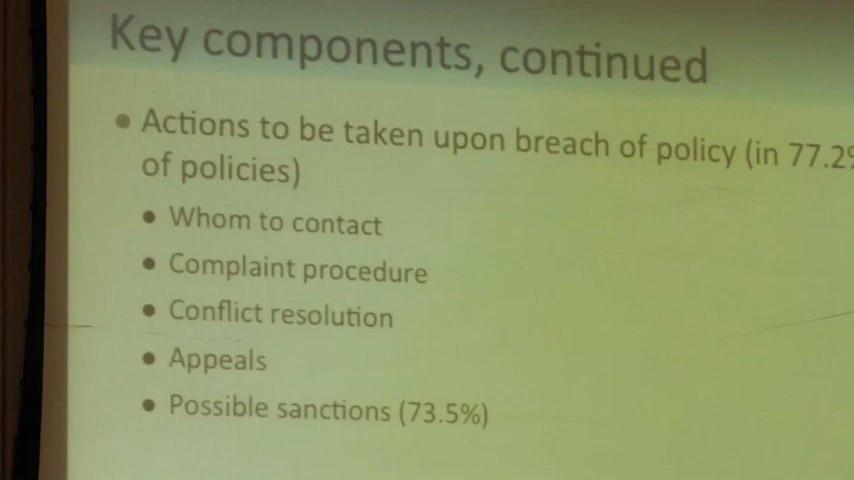 Key components, continued
• Actions to be taken upon breach of policy (in 77.2%
of policies)
• Whom to contact
• Complaint procedure
• Conflict resolution
• Appeals
• Possible sanctions (73.5%)